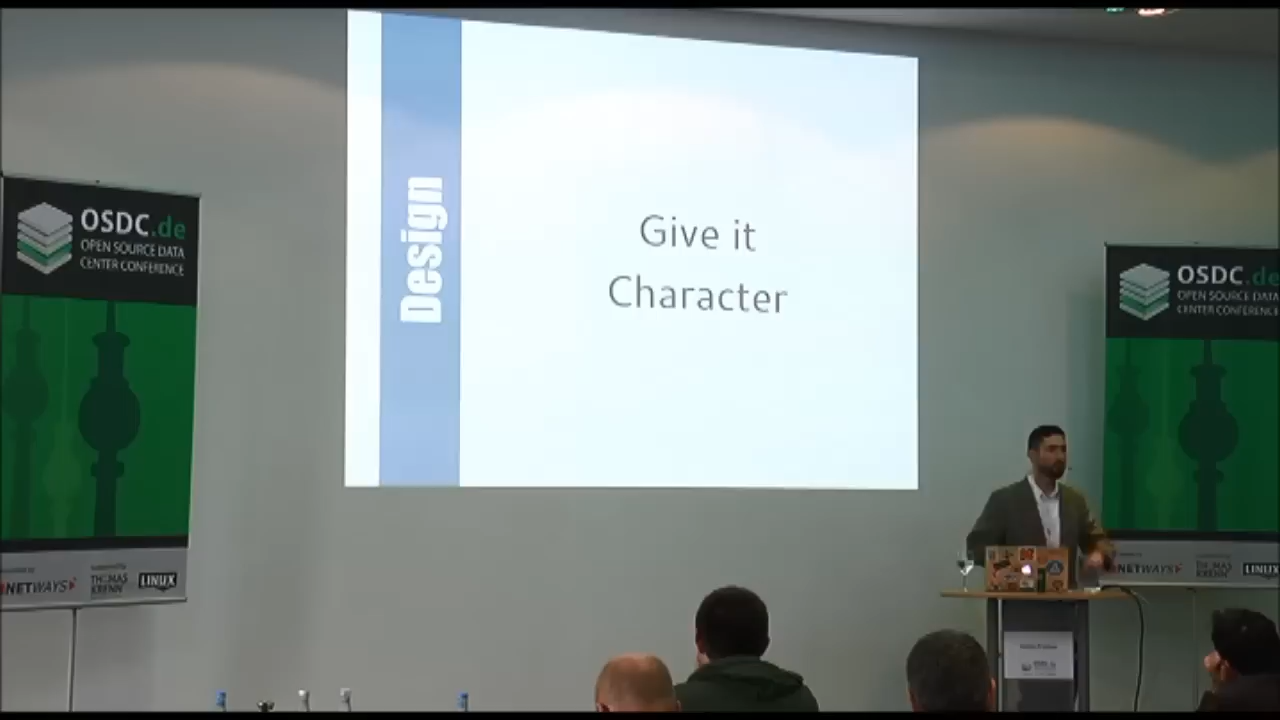 OSDC.de
OPEN SOURCE DATA
CENTER CONFERENCE
NETWAYS
THOMAS
KRENN
LINUX
Design
Give it
Character
OSDC.de
OPEN SOURCE DATA
CENTER CONFERENCE
NETWAYS
THOMAS
KRENN
LINUX